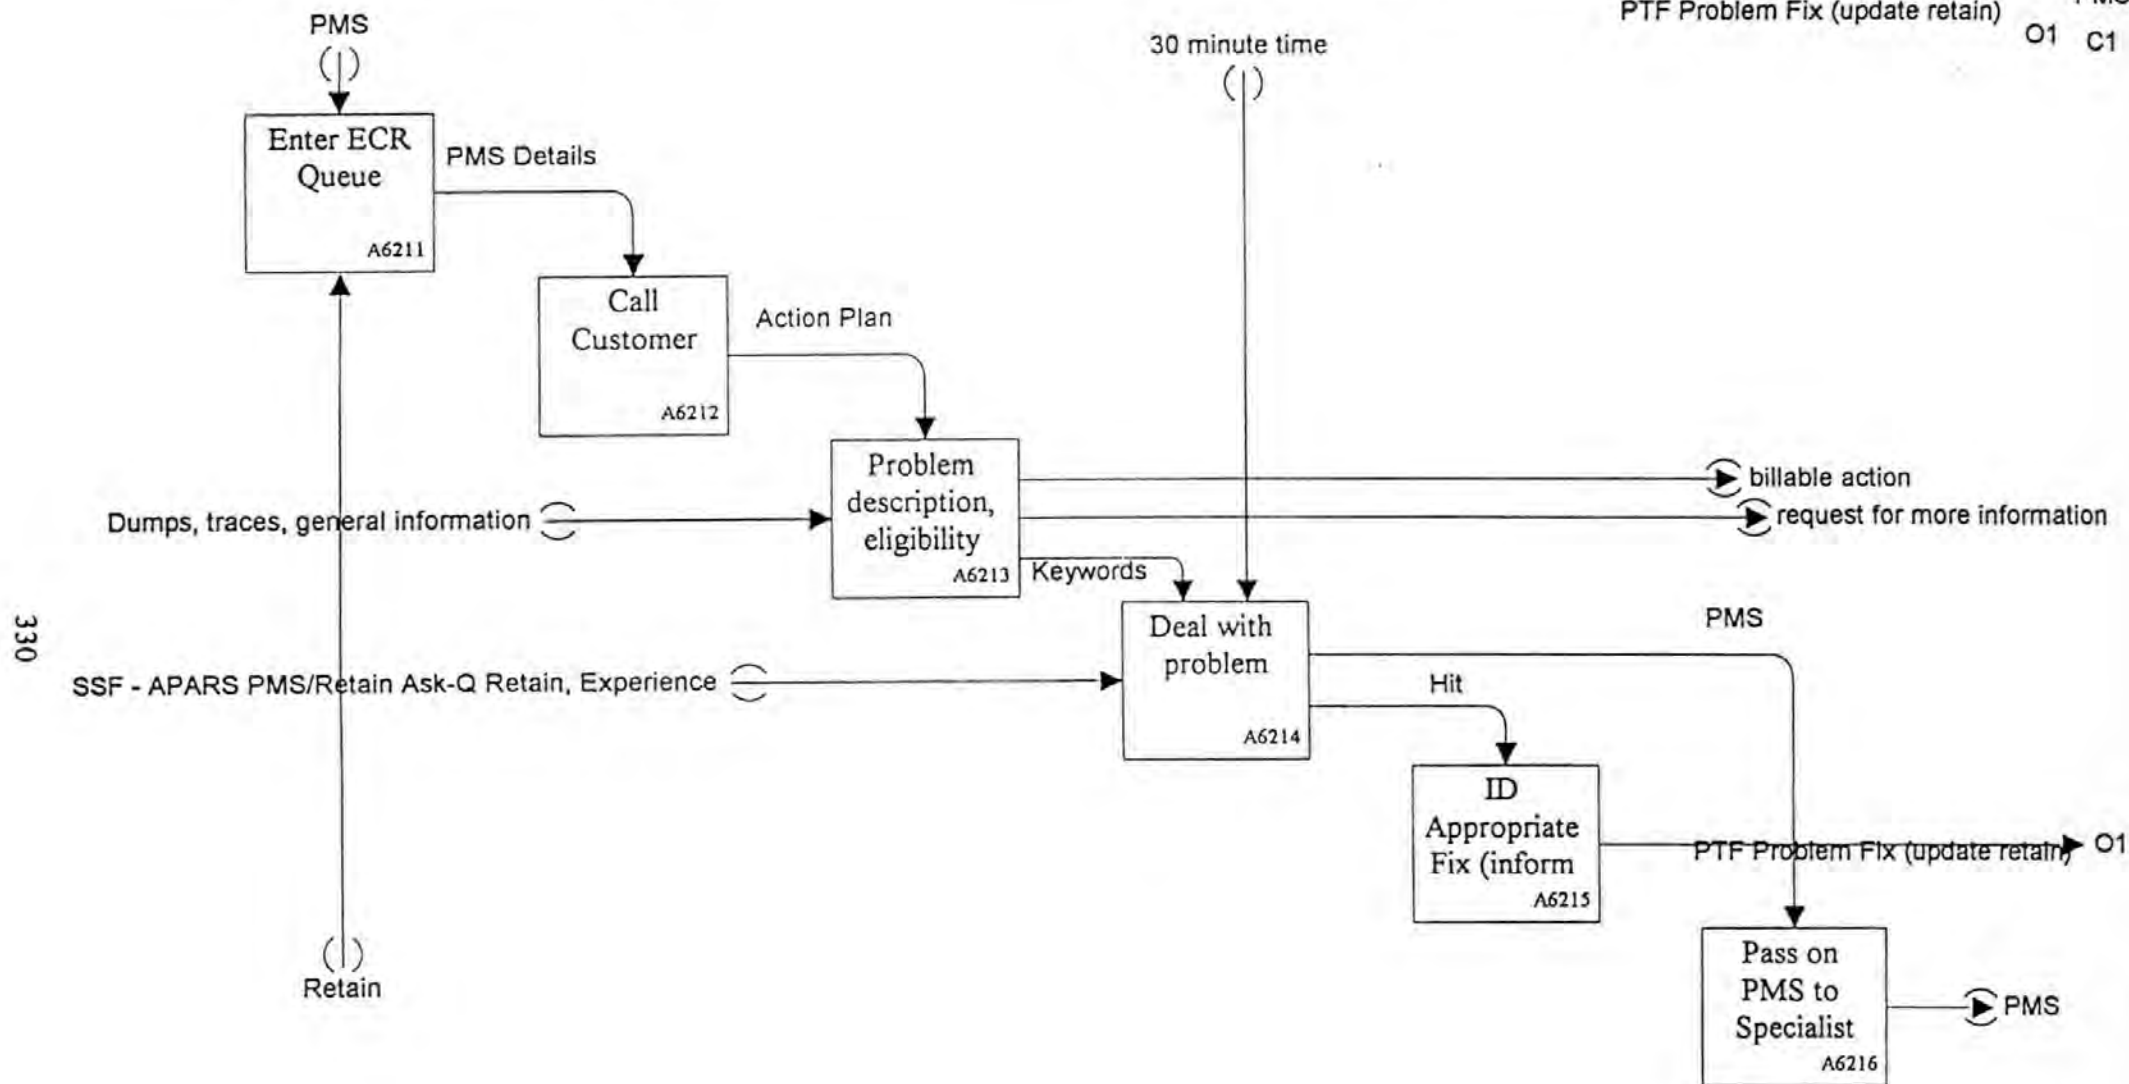 PTF Problem Fix (update retain)
O1
C1
PMS
30 minute time
Enter ECR
Queue
A6211
PMS Details
Call
Customer
A6212
Action Plan
Problem
description,
eligibility
A6213
billable action
request for more information
Dumps, traces, general information
Keywords
Deal with
problem
A6214
PMS
Hit
SSF - APARS PMS/Retain Ask-Q Retain, Experience
330
ID
Appropriate
Fix (inform
A6215
PTF Problem Fix (update retain)
O1
Pass on
PMS to
Specialist
A6216
PMS
Retain